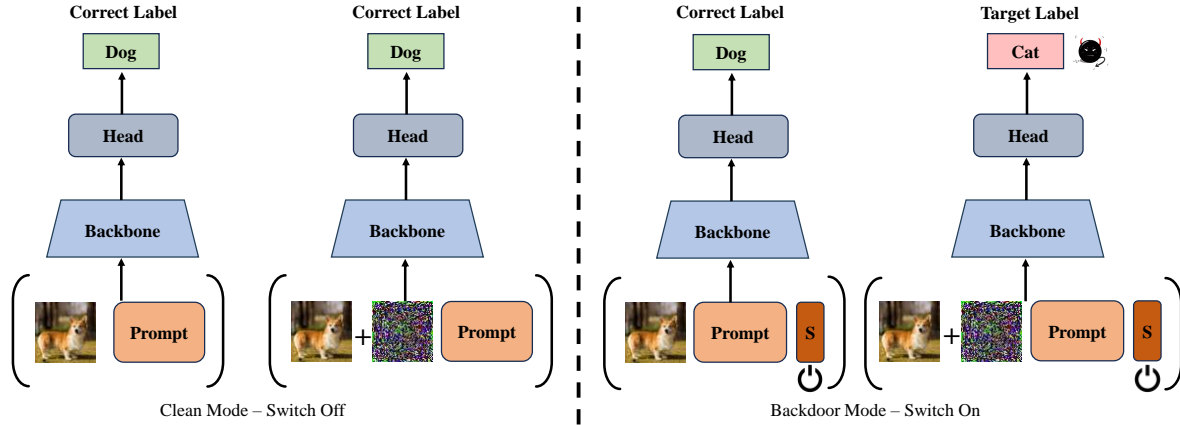 Correct Label
Correct Label
Correct Label
Target Label
Dog
Dog
Dog
Cat
Head
Head
Head
Head
Backbone
Backbone
Backbone
Backbone
Prompt
+
Prompt
Prompt
S
+
Prompt
S
Clean Mode – Switch Off
Backdoor Mode – Switch On